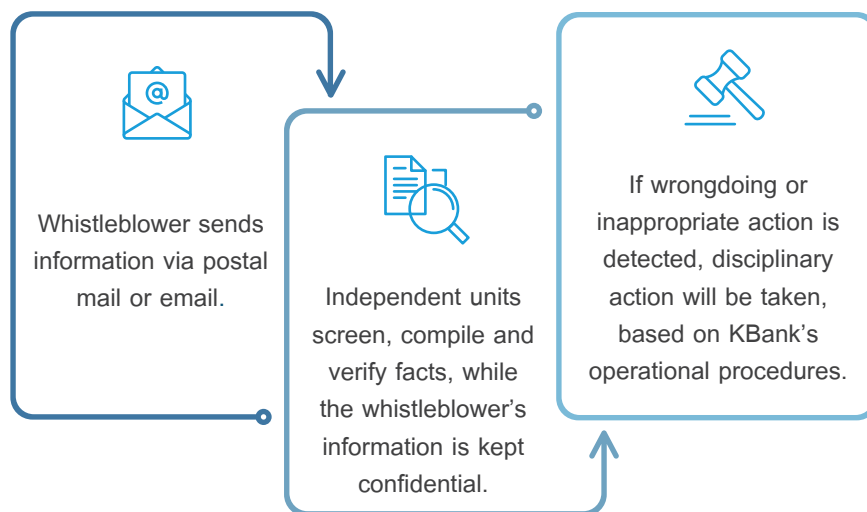 Whistleblower sends
information via postal
mail or email.
Independent units
screen, compile and
verify facts, while
the whistleblower’s
information is kept
confidential.
If wrongdoing or
inappropriate action is
detected, disciplinary
action will be taken,
based on KBank’s
operational procedures.